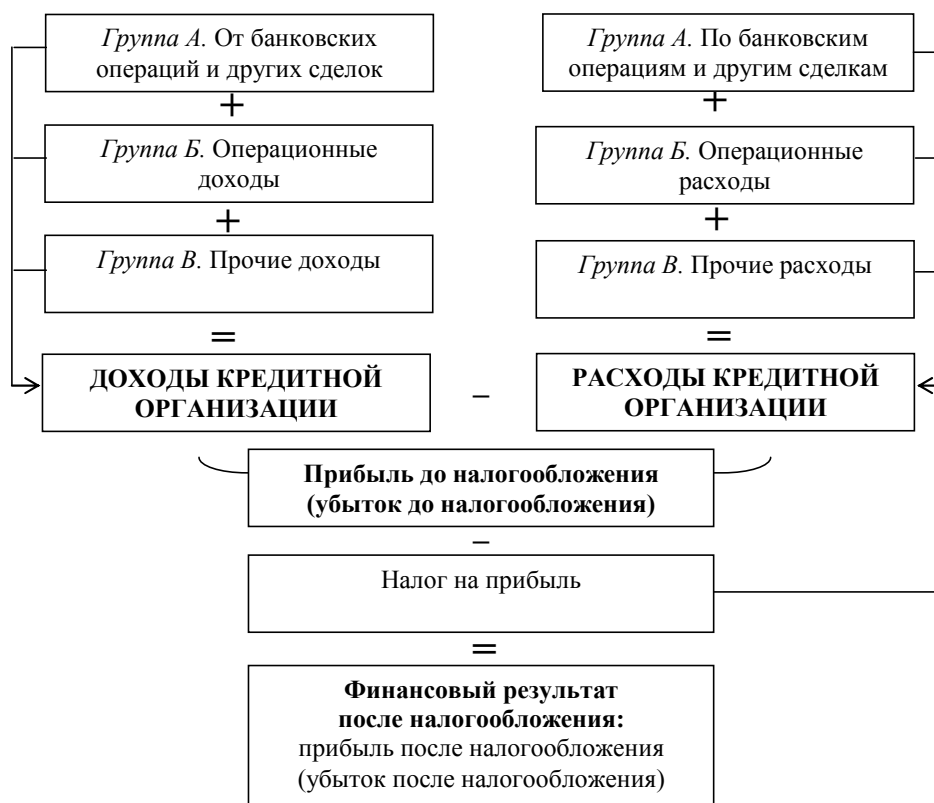 Группа А. От банковских
операций и других сделок
+
Группа Б. Операционные
доходы
+
Группа В. Прочие доходы
=
ДОХОДЫ КРЕДИТНОЙ
ОРГАНИЗАЦИИ
–
Группа А. По банковским
операциям и другим сделкам
+
Группа Б. Операционные
расходы
+
Группа В. Прочие расходы
=
РАСХОДЫ КРЕДИТНОЙ
ОРГАНИЗАЦИИ
Прибыль до налогообложения
(убыток до налогообложения)
–
Налог на прибыль
=
Финансовый результат
после налогообложения:
прибыль после налогообложения
(убыток после налогообложения)